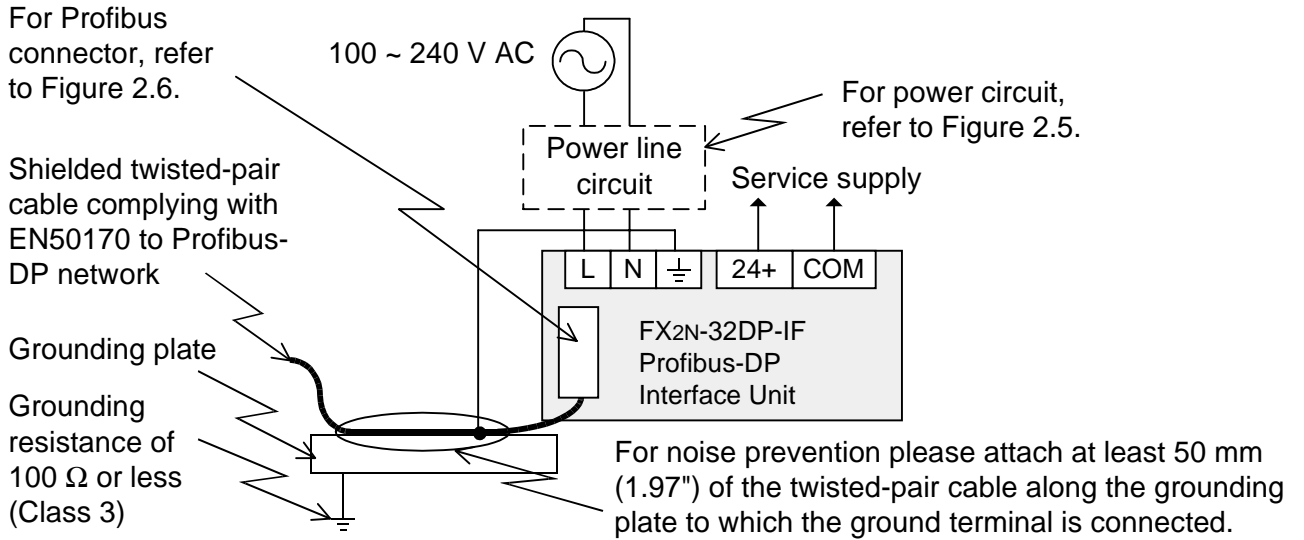 For Profibus
connector, refer
to Figure 2.6.
100 ~ 240 V AC
For power circuit,
refer to Figure 2.5.
Power line
circuit
Service supply
Shielded twisted-pair
cable complying with
EN50170 to Profibus-
DP network
L N 24+ COM
FX2N-32DP-IF
Profibus-DP
Interface Unit
Grounding plate
Grounding
resistance of
100 Ω or less
(Class 3)
For noise prevention please attach at least 50 mm
(1.97") of the twisted-pair cable along the grounding
plate to which the ground terminal is connected.